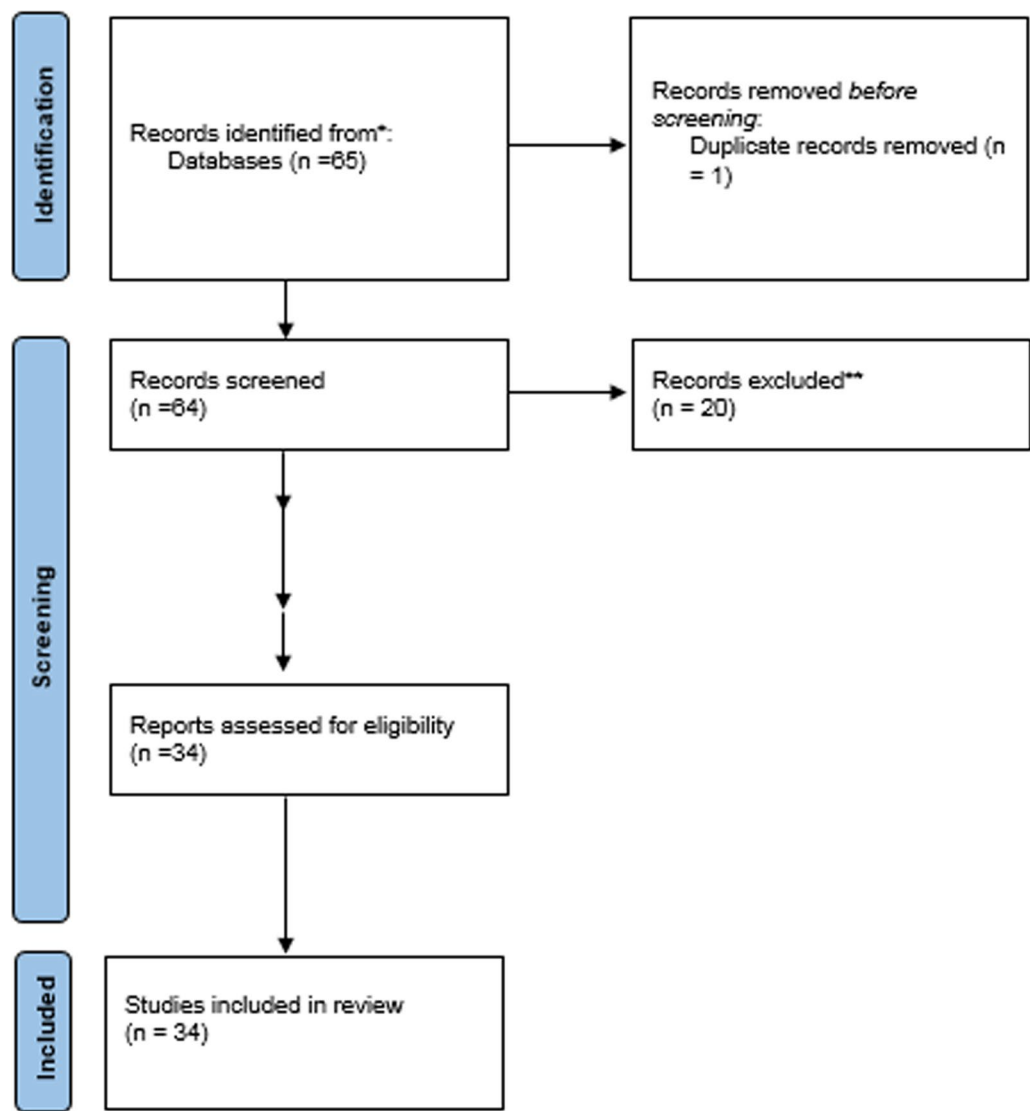 Identification
Records identified from*:
Databases (n =65)
Records removed before
screening:
Duplicate records removed (n
= 1)
Screening
Records screened
(n =64)
Records excluded**
(n = 20)
Reports assessed for eligibility
(n =34)
Included
Studies included in review
(n = 34)